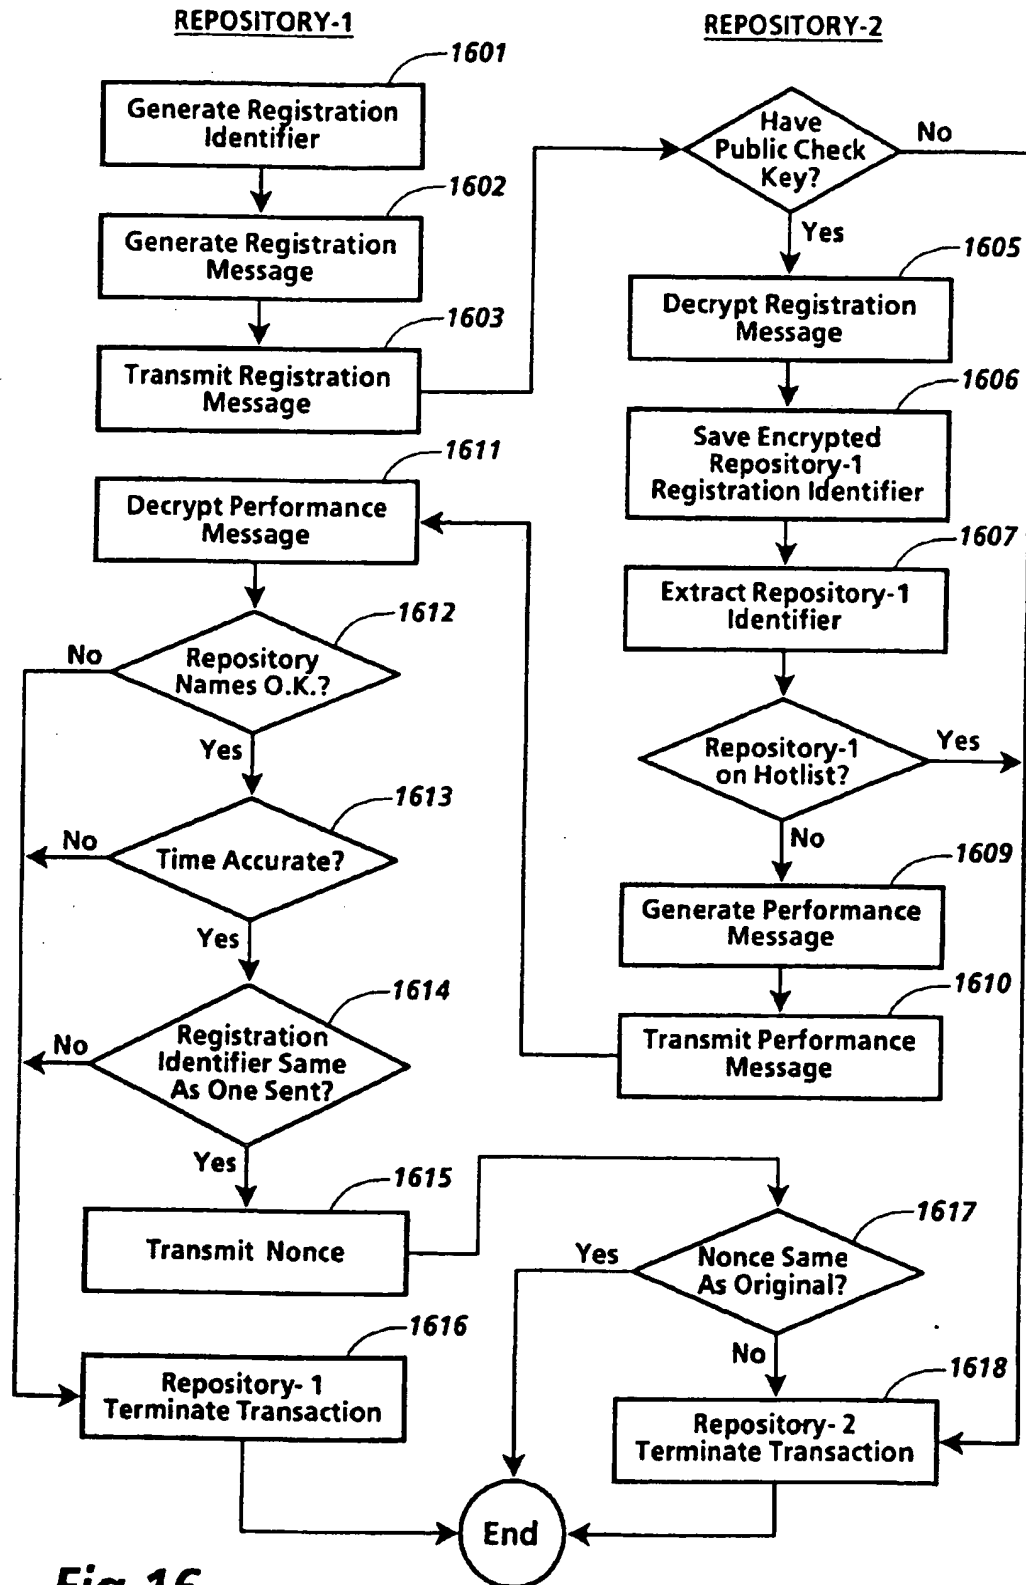 REPOSITORY-1
1601
Generate Registration
Identifier
1602
Generate Registration
Message
1603
Transmit Registration
Message
1611
Decrypt Performance
Message
1612
No
Repository
Names O.K.?
Yes
1613
No
Time Accurate?
Yes
1614
No
Registration
Identifier Same
As One Sent?
Yes
1615
Transmit Nonce
1616
Repository- 1
Terminate Transaction
REPOSITORY-2
Have
Public Check
Key?
No
Yes
1605
Decrypt Registration
Message
1606
Save Encrypted
Repository-1
Registration Identifier
1607
Extract Repository-1
Identifier
Repository-1
on Hotlist?
Yes
No
1609
Generate Performance
Message
1610
Transmit Performance
Message
1617
Yes
Nonce Same
As Original?
No
1618
Repository- 2
Terminate Transaction
End
Fig.16